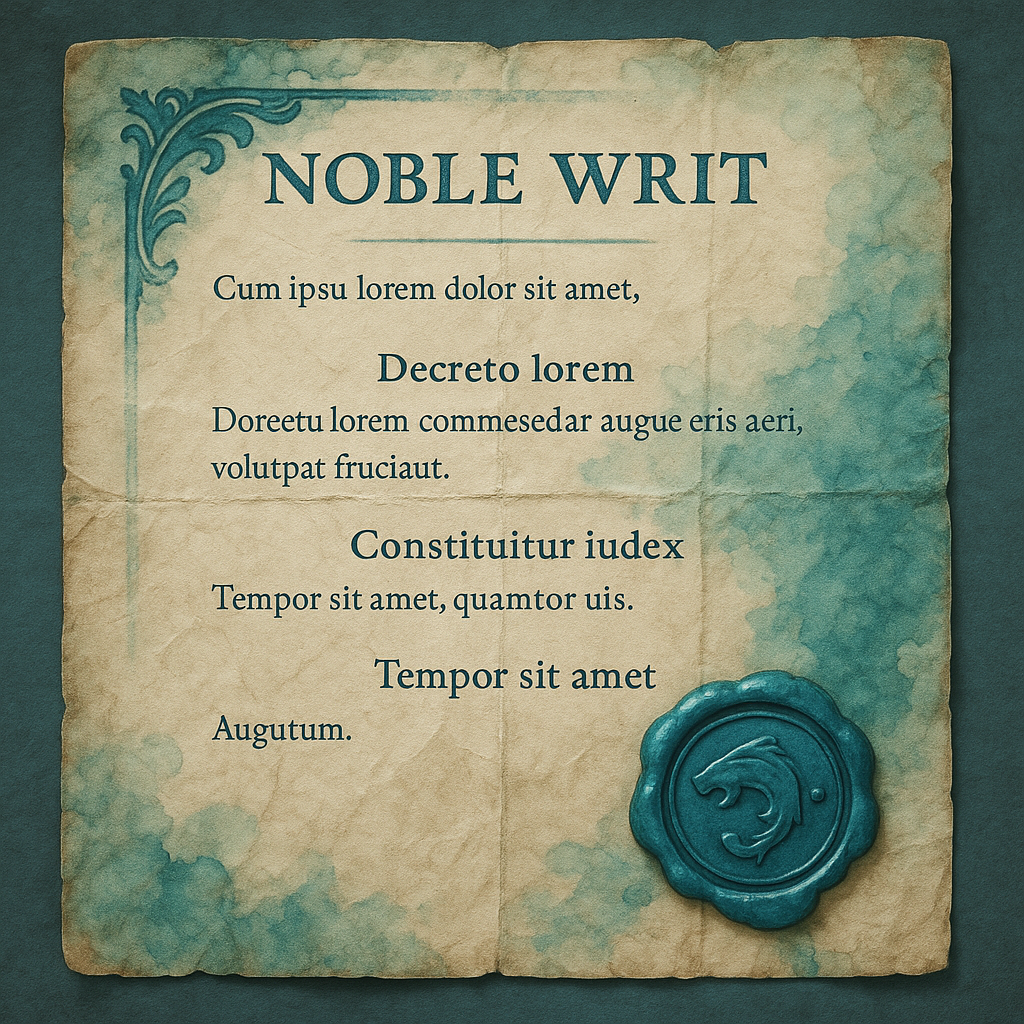 NOBLE WRIT
Cum ipsu lorem dolor sit amet,
Decreto lorem
Doreetu lorem commesedar augue eris aeri,
volutpat fruciaut.
Constituitur iudex
Tempor sit amet, quamtor uis.
Tempor sit amet
Augutum.